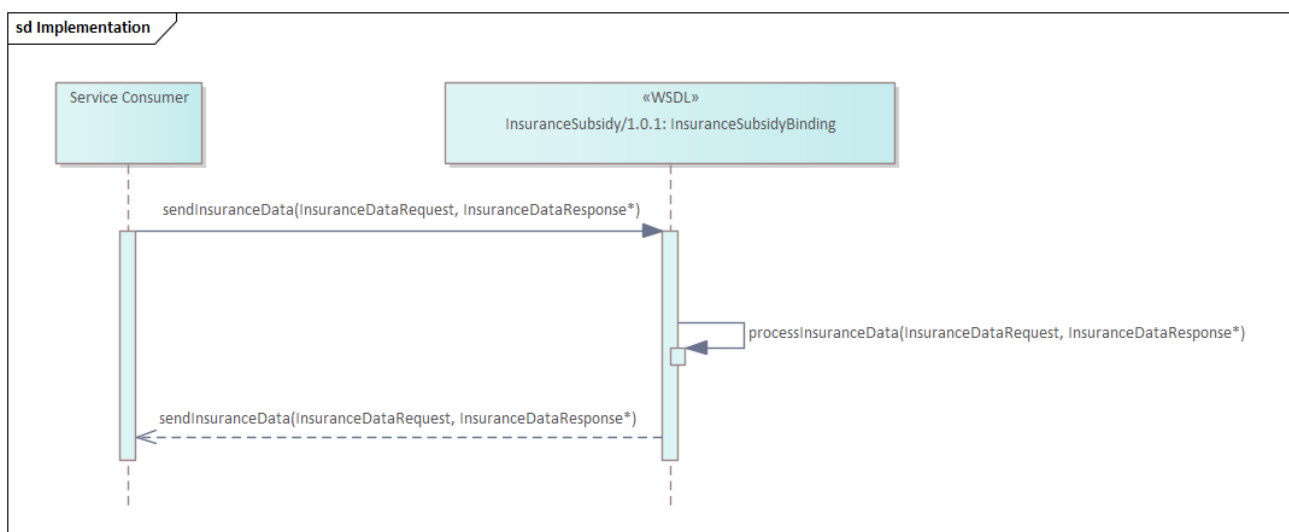 sd Implementation
Service Consumer
«WSDL»
InsuranceSubsidy/1.0.1: InsuranceSubsidyBinding
sendInsuranceData(InsuranceDataRequest, InsuranceDataResponse*)
processInsuranceData(InsuranceDataRequest, InsuranceDataResponse*)
sendInsuranceData(InsuranceDataRequest, InsuranceDataResponse*)